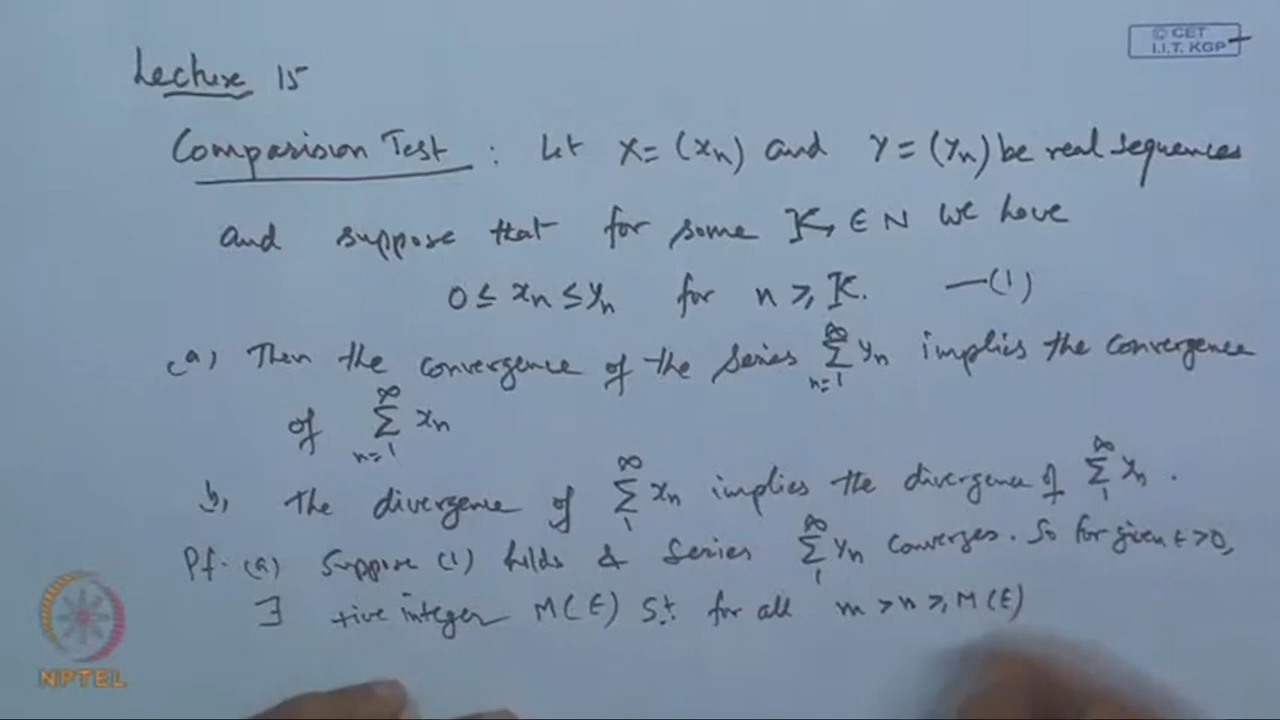 © CET
I.I.T. KGP
Lecture 15
Comparision Test : Let X = (xn) and Y = (yn) be real sequences
and suppose that for some K ∈ N we have
0 ≤ xn ≤ yn for n ≥ K. —(1)
(a) Then the convergence of the series ∞∑n=1 yn implies the convergence
of ∞∑n=1 xn
b, The divergence of ∞∑1 xn implies the divergence of ∞∑1 yn .
Pf. (a) Suppose (1) holds & Series ∞∑1 yn converges. So for given ε>0,
∃ +ive integer M(ε) s.t. for all m > n ≥ M(ε)
NPTEL